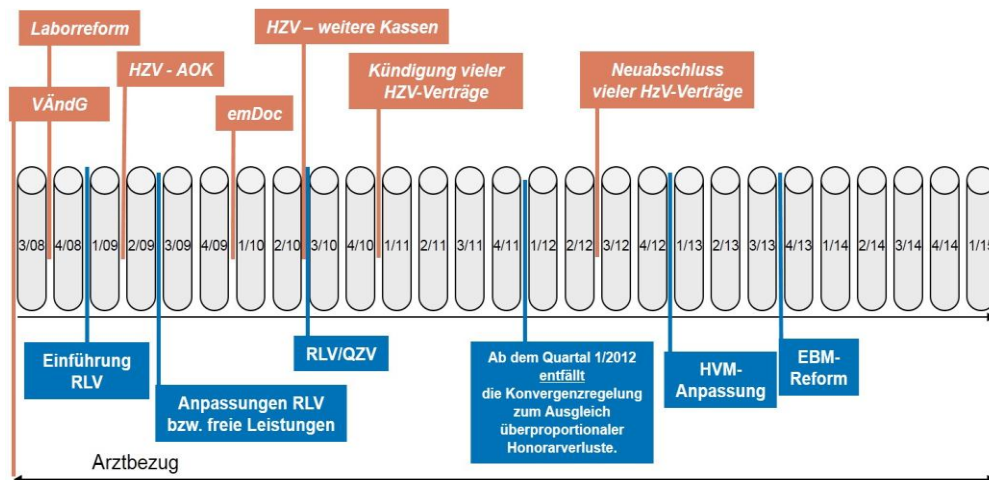 Laborreform
HZV – weitere Kassen
HZV - AOK
Kündigung vieler
HZV-Verträge
Neuabschluss
vieler HzV-Verträge
VÄndG
emDoc
3/08 4/08 1/09 2/09 3/09 4/09 1/10 2/10 3/10 4/10 1/11 2/11 3/11 4/11 1/12 2/12 3/12 4/12 1/13 2/13 3/13 4/13 1/14 2/14 3/14 4/14 1/15
Einführung
RLV
Anpassungen RLV
bzw. freie Leistungen
RLV/QZV
Ab dem Quartal 1/2012
entfällt
die Konvergenzregelung
zum Ausgleich
überproportionaler
Honorarverluste.
HVM-
Anpassung
EBM-
Reform
Arztbezug